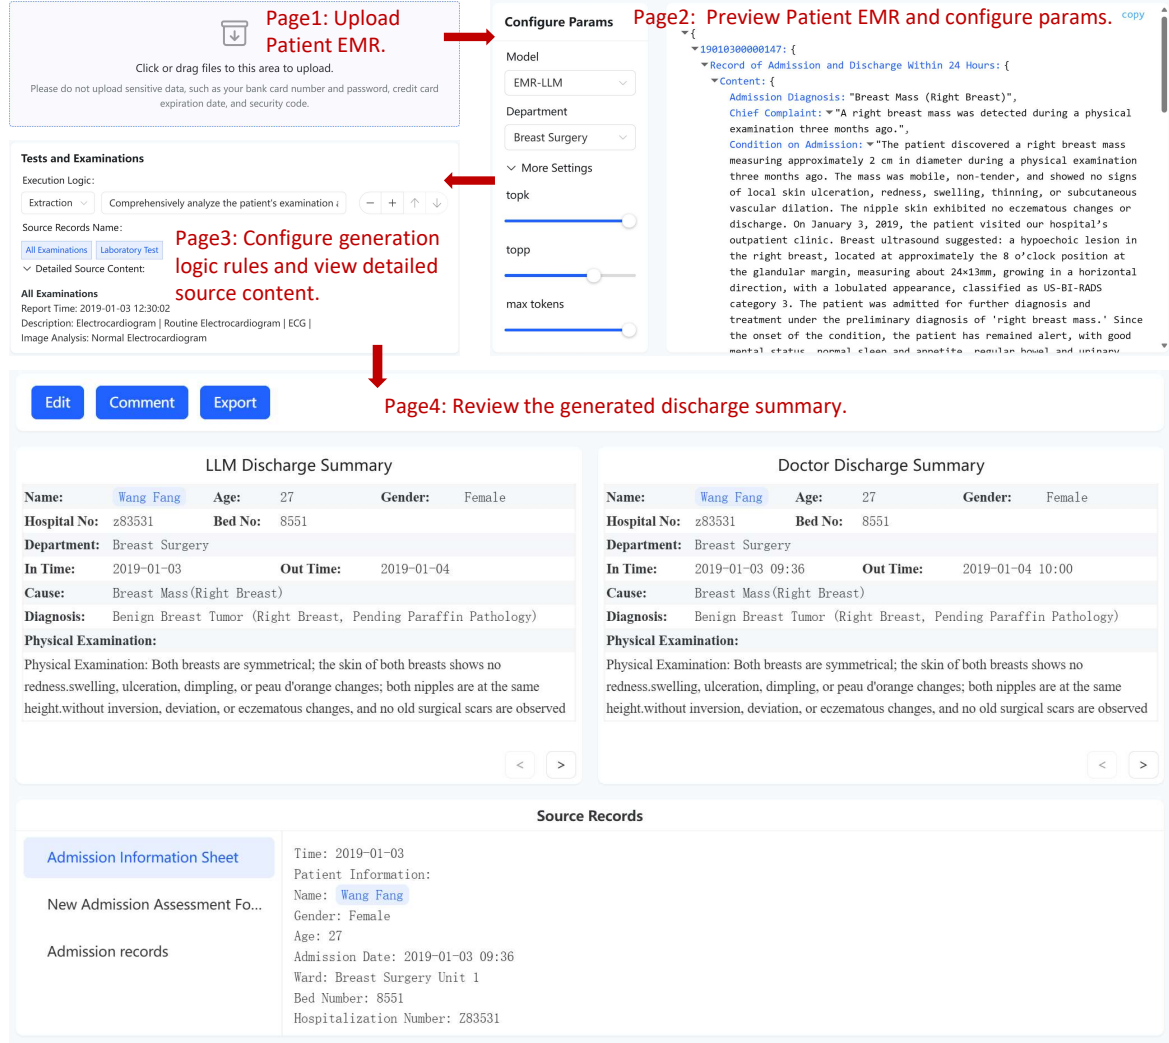 Page1: Upload
Patient EMR.
Click or drag files to this area to upload.
Please do not upload sensitive data, such as your bank card number and password, credit card
expiration date, and security code.
Configure Params
Model
EMR-LLM
Department
Breast Surgery
More Settings
topk
topp
max tokens
Page2: Preview Patient EMR and configure params.
copy
{
19010300000147: {
Record of Admission and Discharge Within 24 Hours: {
Content: {
Admission Diagnosis: "Breast Mass (Right Breast)",
Chief Complaint: "A right breast mass was detected during a physical
examination three months ago.",
Condition on Admission: "The patient discovered a right breast mass
measuring approximately 2 cm in diameter during a physical examination
three months ago. The mass was mobile, non-tender, and showed no signs
of local skin ulceration, redness, swelling, thinning, or subcutaneous
vascular dilation. The nipple skin exhibited no eczematous changes or
discharge. On January 3, 2019, the patient visited our hospital's
outpatient clinic. Breast ultrasound suggested: a hypoechoic lesion in
the right breast, located at approximately the 8 o'clock position at
the glandular margin, measuring about 24×13mm, growing in a horizontal
direction, with a lobulated appearance, classified as US-BI-RADS
category 3. The patient was admitted for further diagnosis and
treatment under the preliminary diagnosis of 'right breast mass.' Since
the onset of the condition, the patient has remained alert, with good
mental status, normal sleep and appetite, regular bowel and urinary
Tests and Examinations
Execution Logic:
Extraction
Comprehensively analyze the patient's examination
− + ↑ ↓
Source Records Name:
All Examinations
Laboratory Test
Detailed Source Content:
Page3: Configure generation
logic rules and view detailed
source content.
All Examinations
Report Time: 2019-01-03 12:30:02
Description: Electrocardiogram | Routine Electrocardiogram | ECG |
Image Analysis: Normal Electrocardiogram
Edit
Comment
Export
Page4: Review the generated discharge summary.
LLM Discharge Summary
Name: Wang Fang Age: 27 Gender: Female
Hospital No: z83531 Bed No: 8551
Department: Breast Surgery
In Time: 2019-01-03 Out Time: 2019-01-04
Cause: Breast Mass(Right Breast)
Diagnosis: Benign Breast Tumor (Right Breast, Pending Paraffin Pathology)
Physical Examination:
Physical Examination: Both breasts are symmetrical; the skin of both breasts shows no
redness.swelling, ulceration, dimpling, or peau d'orange changes; both nipples are at the same
height.without inversion, deviation, or eczematous changes, and no old surgical scars are observed
< >
Doctor Discharge Summary
Name: Wang Fang Age: 27 Gender: Female
Hospital No: z83531 Bed No: 8551
Department: Breast Surgery
In Time: 2019-01-03 09:36 Out Time: 2019-01-04 10:00
Cause: Breast Mass(Right Breast)
Diagnosis: Benign Breast Tumor (Right Breast, Pending Paraffin Pathology)
Physical Examination:
Physical Examination: Both breasts are symmetrical; the skin of both breasts shows no
redness.swelling, ulceration, dimpling, or peau d'orange changes; both nipples are at the same
height.without inversion, deviation, or eczematous changes, and no old surgical scars are observed
< >
Source Records
Admission Information Sheet
New Admission Assessment Fo...
Admission records
Time: 2019-01-03
Patient Information:
Name: Wang Fang
Gender: Female
Age: 27
Admission Date: 2019-01-03 09:36
Ward: Breast Surgery Unit 1
Bed Number: 8551
Hospitalization Number: Z83531